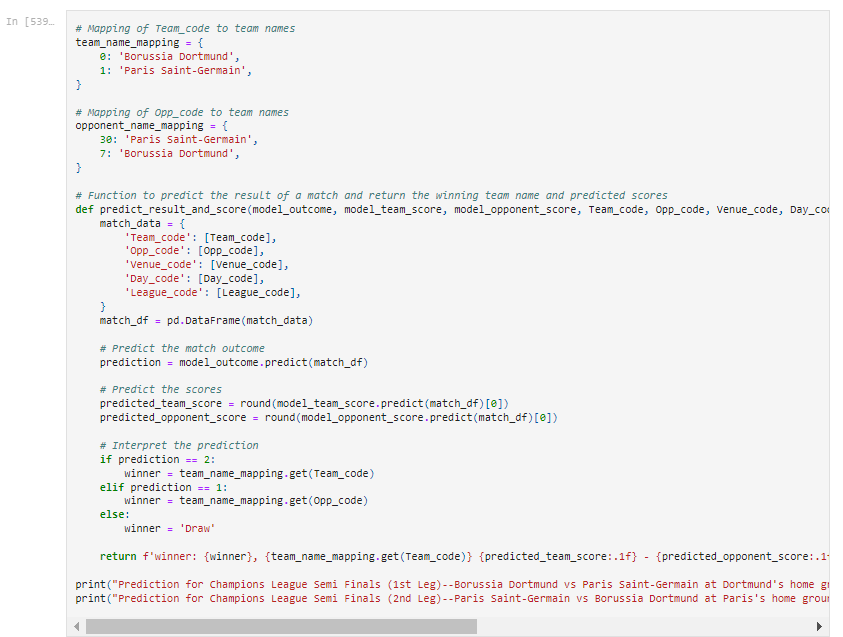 In [539…
# Mapping of Team_code to team names
team_name_mapping = {
    0: 'Borussia Dortmund',
    1: 'Paris Saint-Germain',
}

# Mapping of Opp_code to team names
opponent_name_mapping = {
    30: 'Paris Saint-Germain',
    7: 'Borussia Dortmund',
}

# Function to predict the result of a match and return the winning team name and predicted scores
def predict_result_and_score(model_outcome, model_team_score, model_opponent_score, Team_code, Opp_code, Venue_code, Day_co
    match_data = {
        'Team_code': [Team_code],
        'Opp_code': [Opp_code],
        'Venue_code': [Venue_code],
        'Day_code': [Day_code],
        'League_code': [League_code],
    }
    match_df = pd.DataFrame(match_data)

    # Predict the match outcome
    prediction = model_outcome.predict(match_df)

    # Predict the scores
    predicted_team_score = round(model_team_score.predict(match_df)[0])
    predicted_opponent_score = round(model_opponent_score.predict(match_df)[0])

    # Interpret the prediction
    if prediction == 2:
        winner = team_name_mapping.get(Team_code)
    elif prediction == 1:
        winner = team_name_mapping.get(Opp_code)
    else:
        winner = 'Draw'

    return f'winner: {winner}, {team_name_mapping.get(Team_code)} {predicted_team_score:.1f} - {predicted_opponent_score:.1

print("Prediction for Champions League Semi Finals (1st Leg)--Borussia Dortmund vs Paris Saint-Germain at Dortmund's home g
print("Prediction for Champions League Semi Finals (2nd Leg)--Paris Saint-Germain vs Borussia Dortmund at Paris's home grou